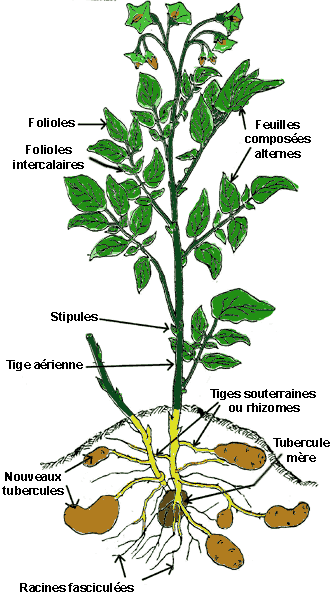 Folioles
Folioles
intercalaires
Feuilles
composées
alternes
Stipules
Tige aérienne
Tiges souterraines
ou rhizomes
Tubercule
mère
Nouveaux
tubercules
Racines fasciculées